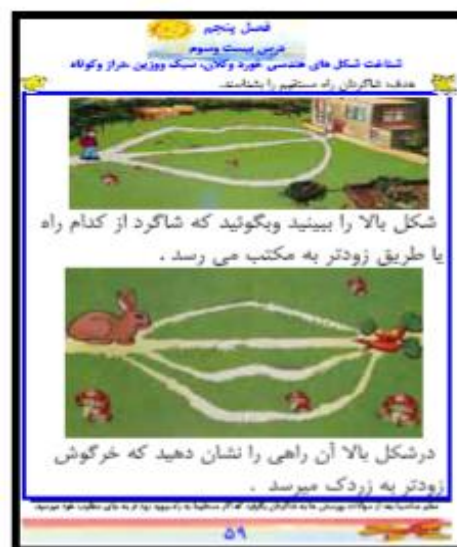 فصل پنجم
درس بیست وسوم
شناخت شکل های هندسی خورد وکلان، سبک ووزین ،دراز وکوتاه
هدف: شاگردان راه مستقیم را بشناسند.
شکل بالا را ببینید وبگوئید که شاگرد از کدام راه
یا طریق زودتر به مکتب می رسد .
درشکل بالا آن راهی را نشان دهید که خرگوش
زودتر به زردک میرسد .
۵۹